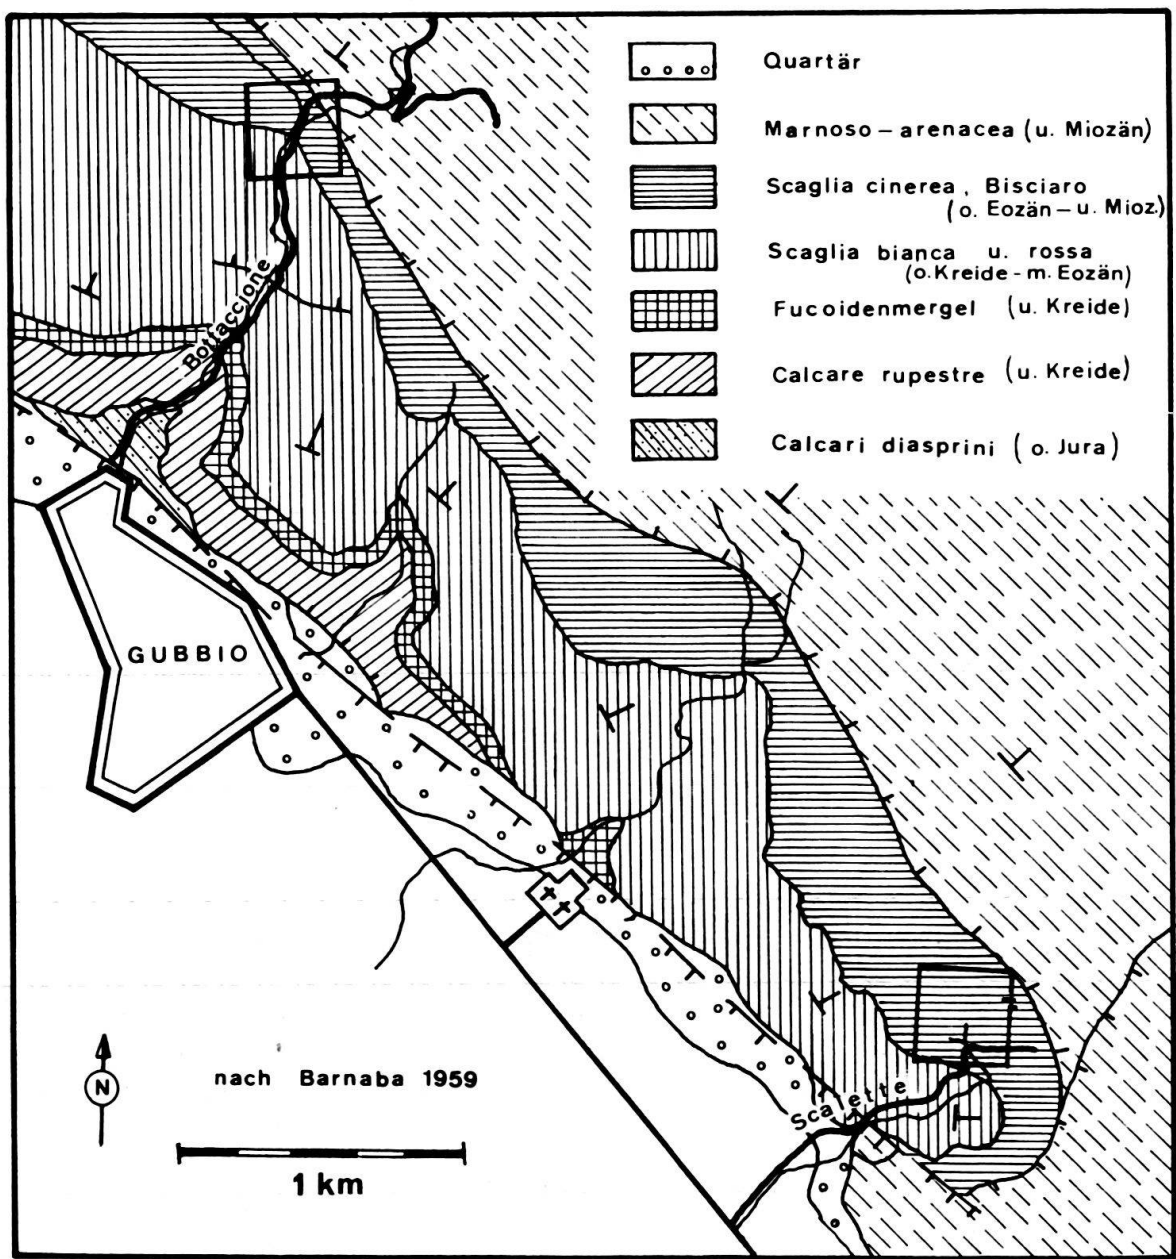 Quartär
Marnoso-arenacea (u. Miozän)
Scaglia cinerea, Bisciaro
(o. Eozän-u. Mioz.)
Scaglia bianca u. rossa
(o.Kreide-m. Eozän)
Fucoidenmergel (u. Kreide)
Calcare rupestre (u. Kreide)
Calcari diasprini (o. Jura)
Bottaccione
GUBBIO
N
nach Barnaba 1959
1 km
Scalette